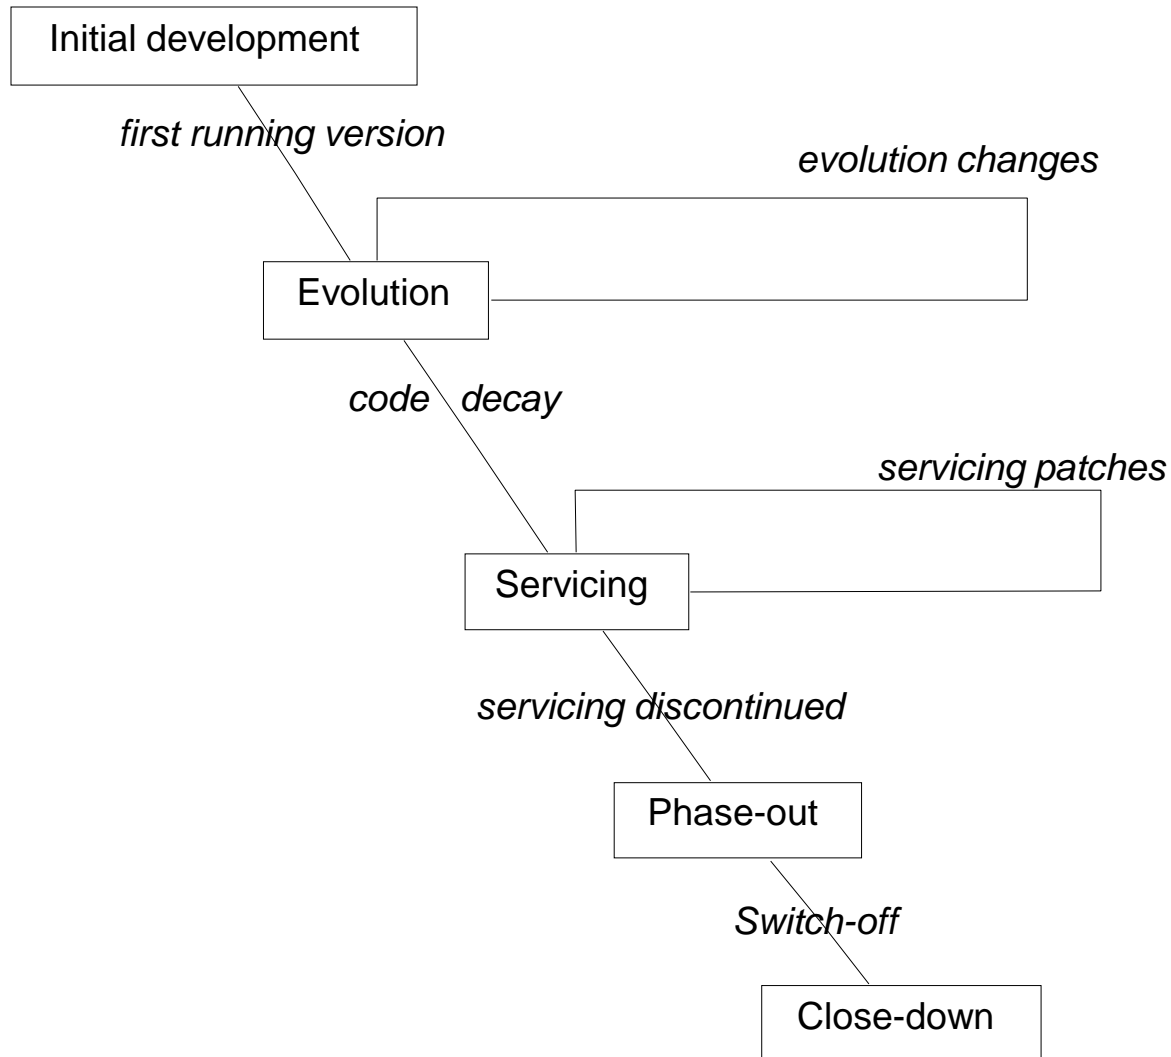 Initial development
first running version
evolution changes
Evolution
code decay
servicing patches
Servicing
servicing discontinued
Phase-out
Switch-off
Close-down